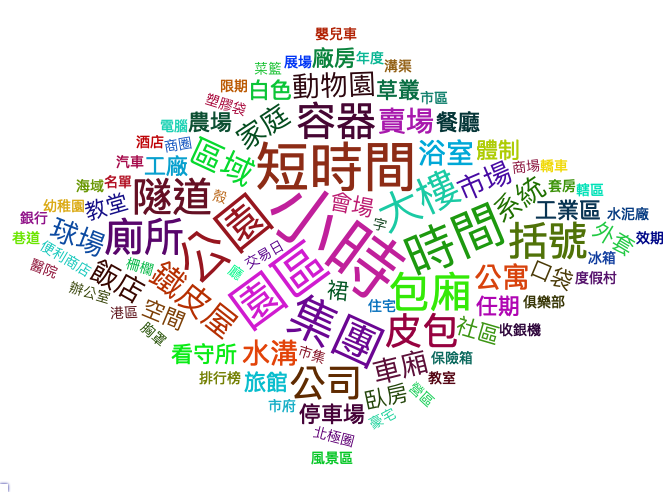 嬰兒車
展場
廠房
年度
菜籃
溝渠
限期
白色
動物園
草叢
市區
塑膠袋
電腦
農場
家庭
容器
賣場
餐廳
酒店
商圈
浴室
體制
汽車
工廠
區域
短時間
市場
商場
轎車
海域
名單
殼
大樓
系統
套房
轄區
幼稚園
教堂
隧道
會場
工業區
水泥廠
銀行
公園
小時
字
時間
括號
外套
效期
巷道
球場
廁所
交易日
冰箱
便利商店
柵欄
廳
園區
口袋
度假村
醫院
飯店
鐵皮屋
裙
包廂
公寓
辦公室
港區
空間
集團
住宅
任期
俱樂部
胸罩
皮包
社區
收銀機
看守所
水溝
市集
車廂
保險箱
排行榜
旅館
公司
教室
臥房
營區
市府
停車場
豪宅
北極圈
風景區